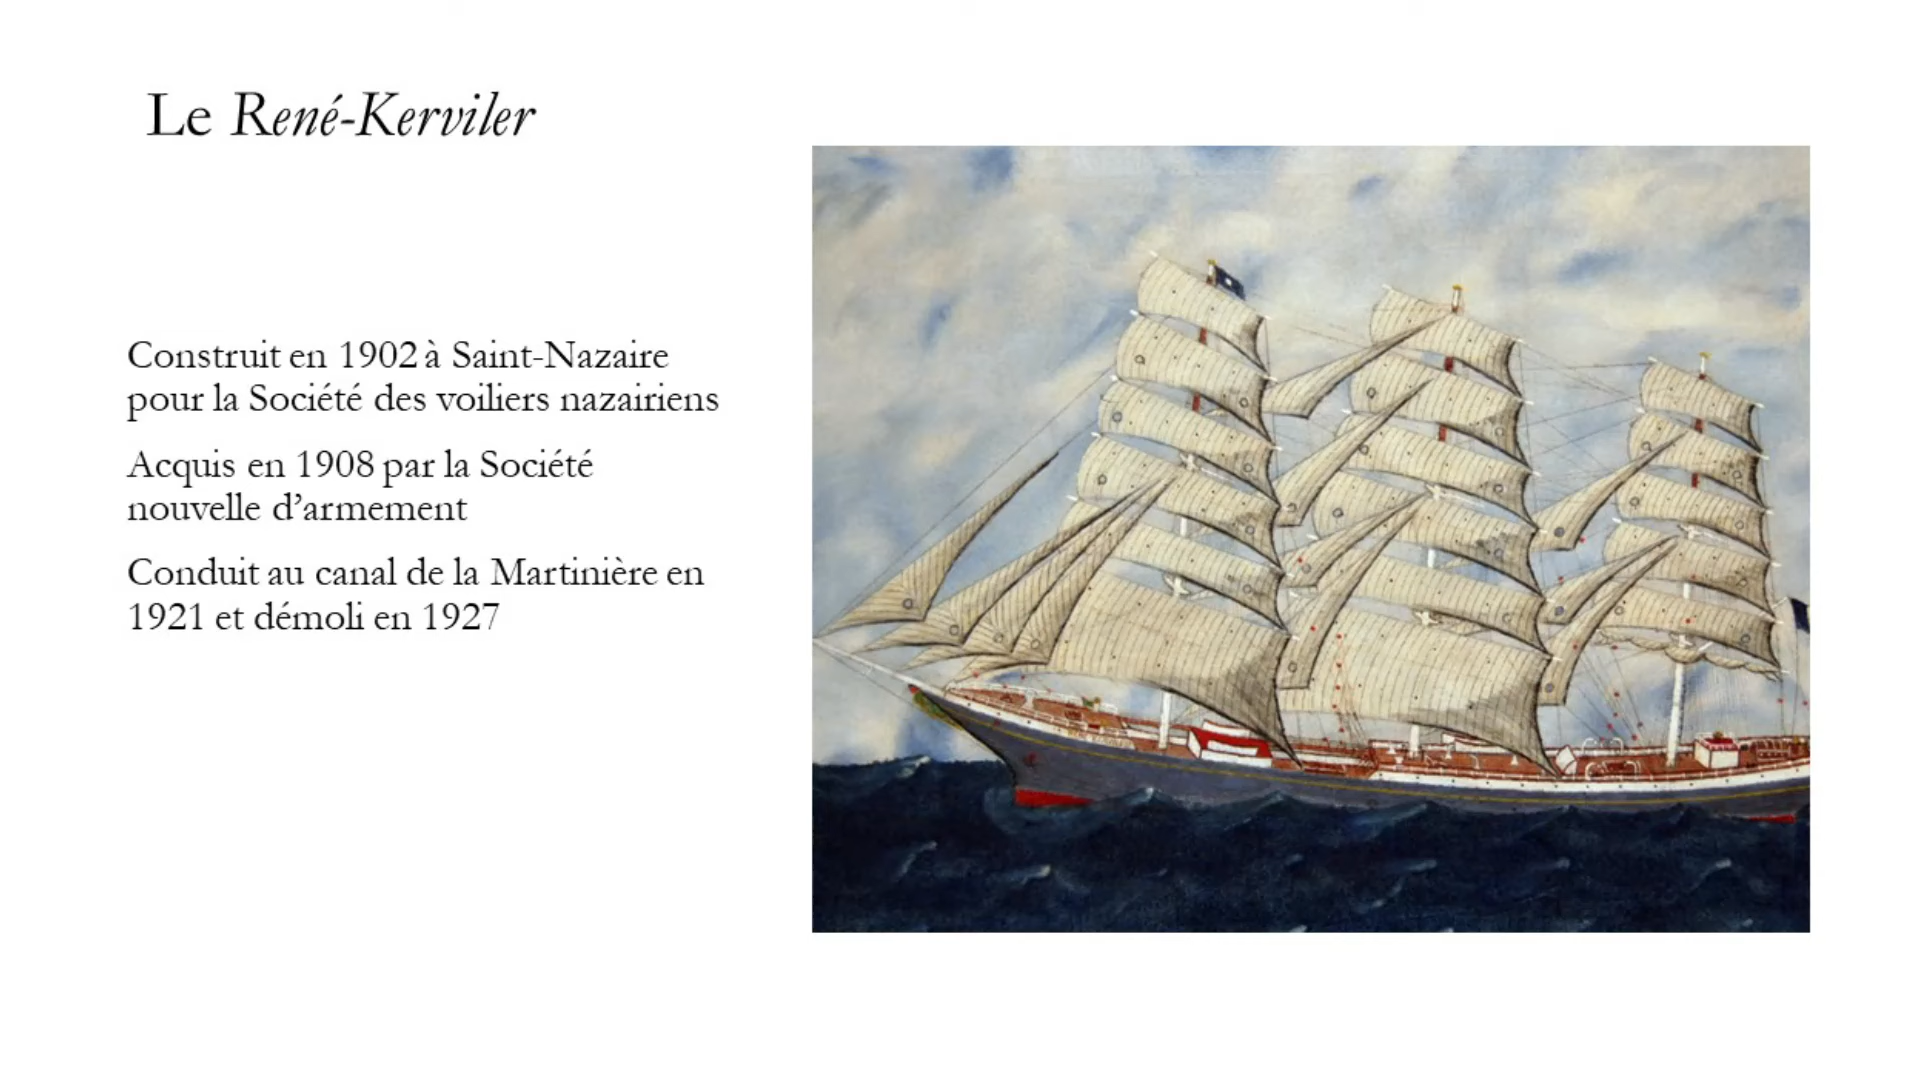 Le René-Kerviler
Construit en 1902 à Saint-Nazaire
pour la Société des voiliers nazairiens
Acquis en 1908 par la Société
nouvelle d’armement
Conduit au canal de la Martinière en
1921 et démoli en 1927